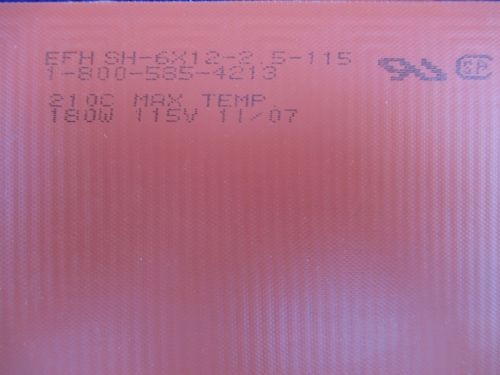 EFH SH-6X12-2.5-115
1-800-585-4213
210C MAX TEMP.
180W 115V 11/07